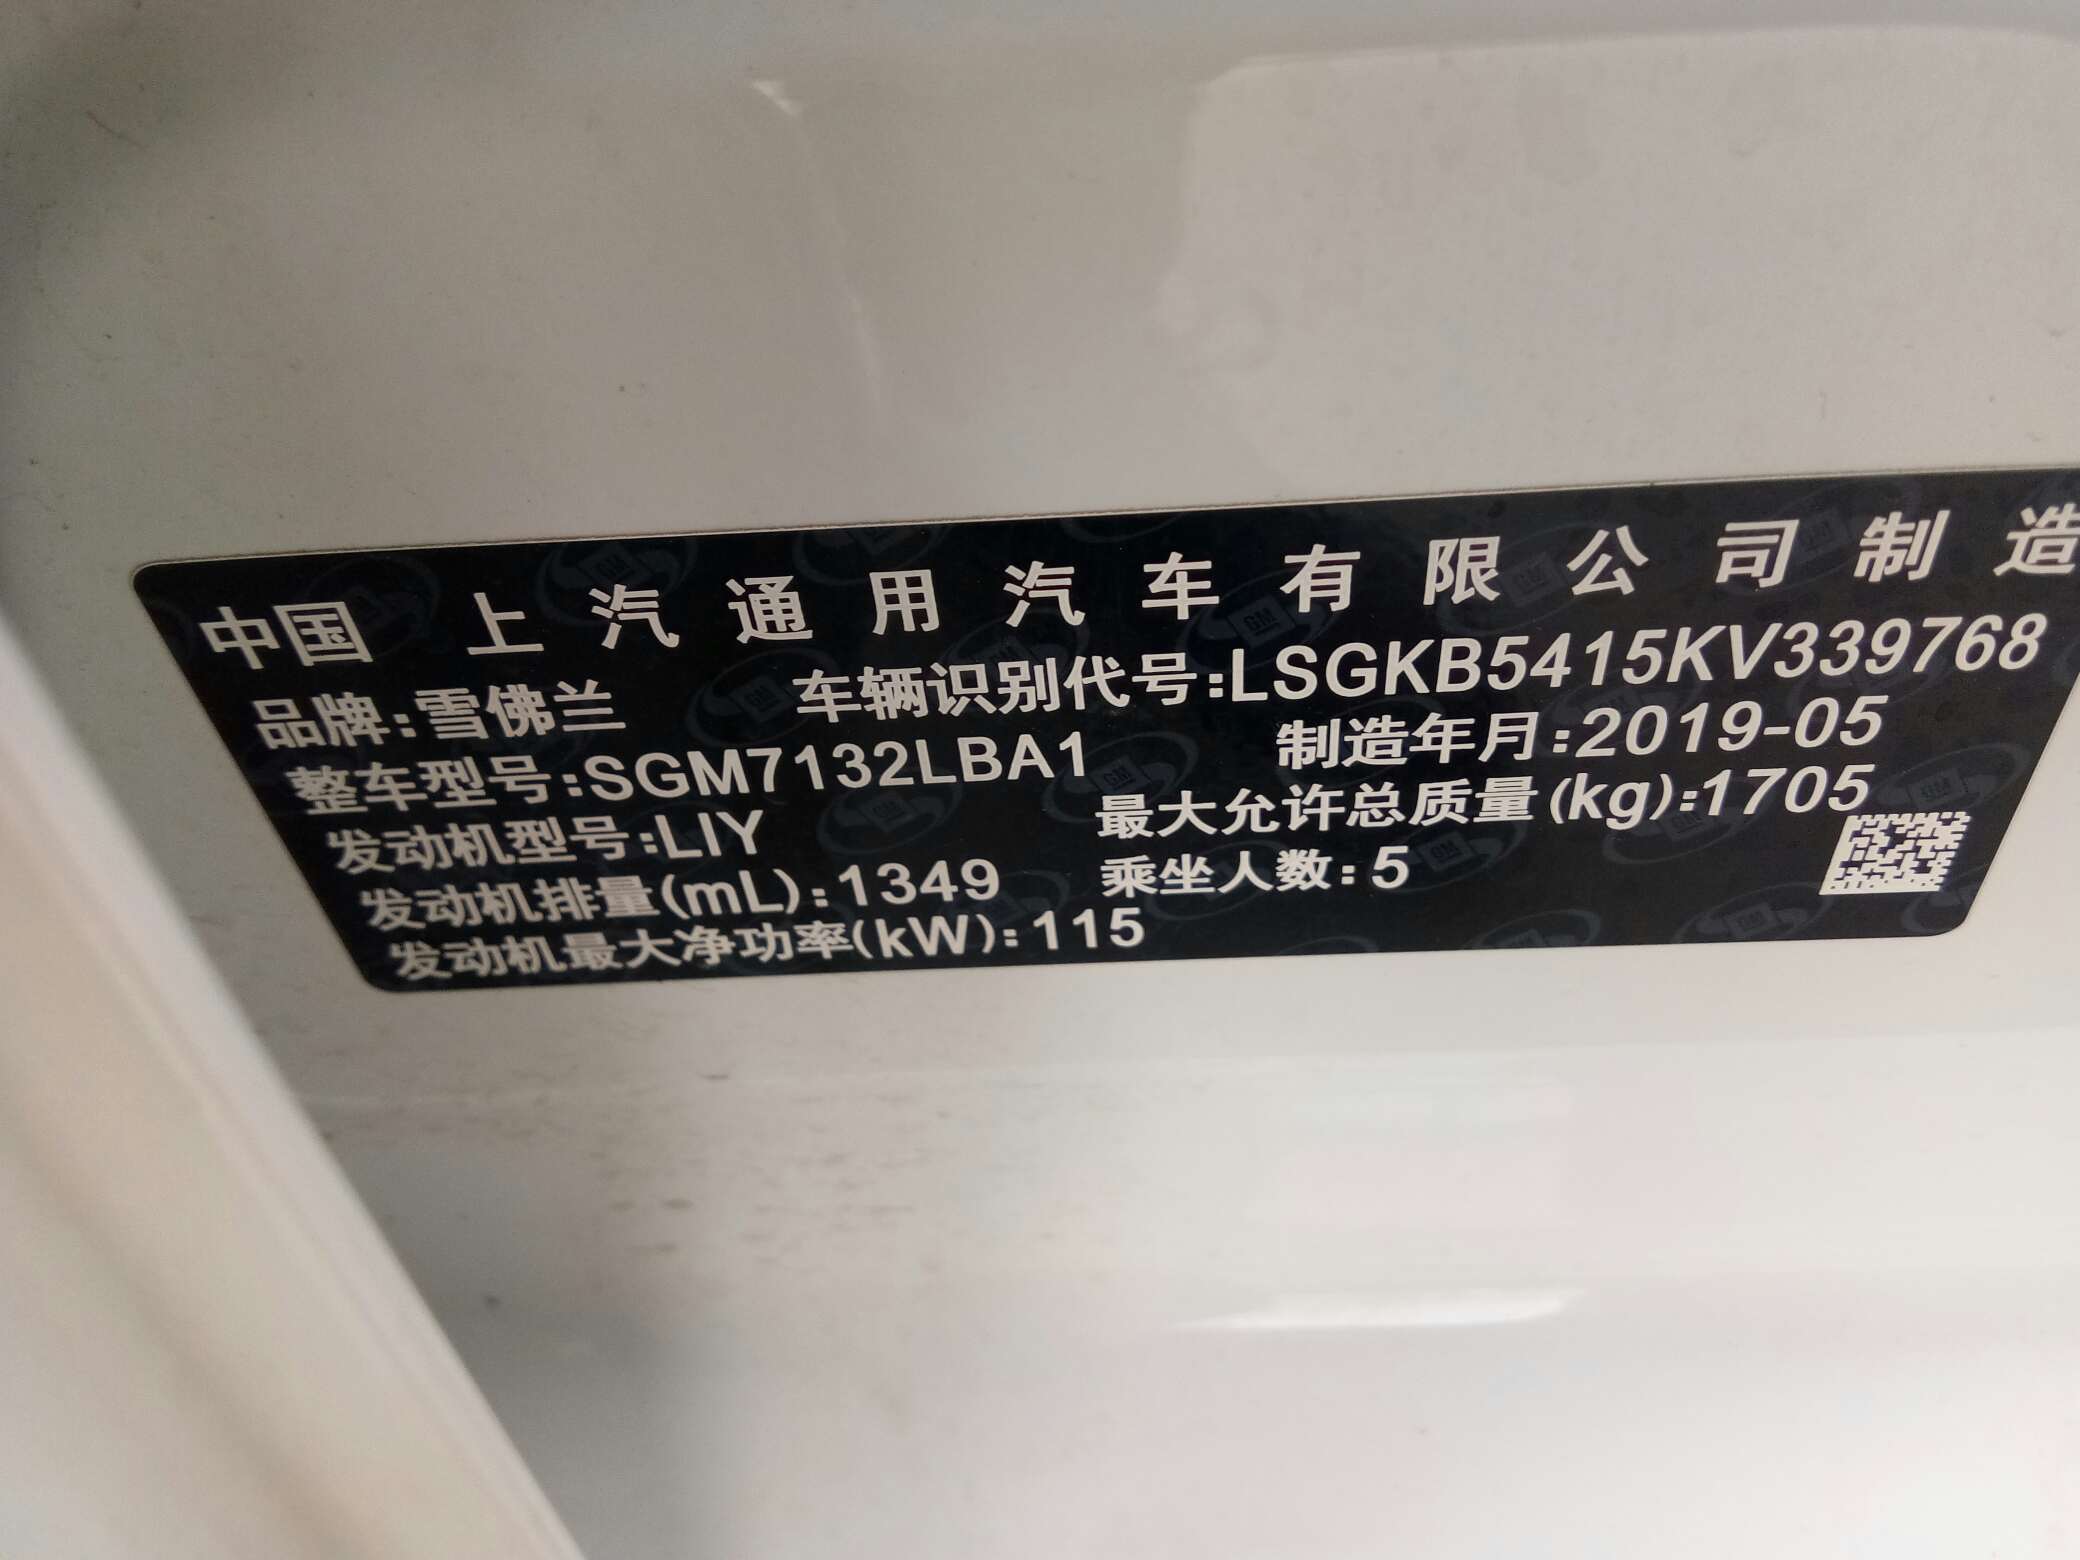 中国 上汽通用汽车有限公司制造
品牌:雪佛兰 车辆识别代号:LSGKB5415KV339768
整车型号:SGM7132LBA1 制造年月:2019-05
发动机型号:LIY 最大允许总质量(kg):1705
发动机排量(mL):1349 乘坐人数:5
发动机最大净功率(kW):115